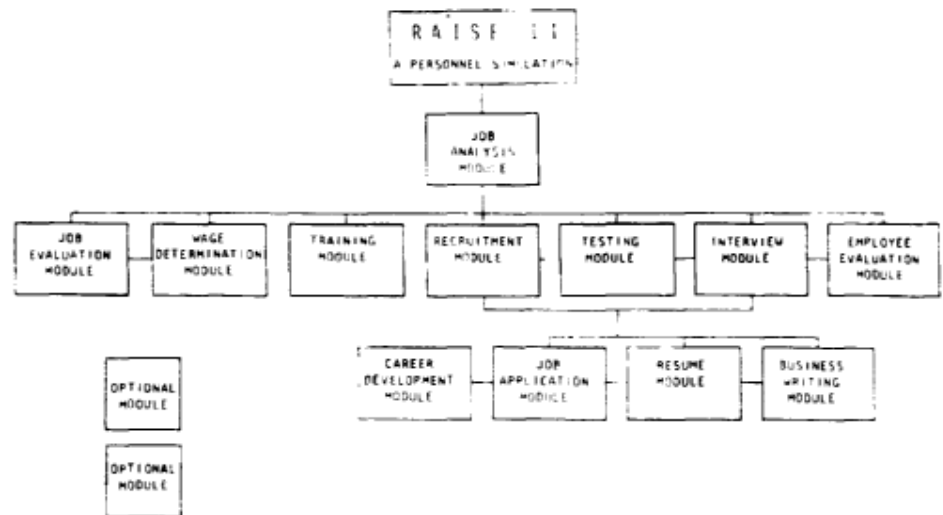 RAISE II
A PERSONNEL SIMULATION
JOB
ANALYSIS
MODULE
JOB
EVALUATION
MODULE
WAGE
DETERMINATION
MODULE
TRAINING
MODULE
RECRUITMENT
MODULE
TESTING
MODULE
INTERVIEW
MODULE
EMPLOYEE
EVALUATION
MODULE
CAREER
DEVELOPMENT
MODULE
JOB
APPLICATION
MODULE
RESUME
MODULE
BUSINESS
WRITING
MODULE
OPTIONAL
MODULE
OPTIONAL
MODULE